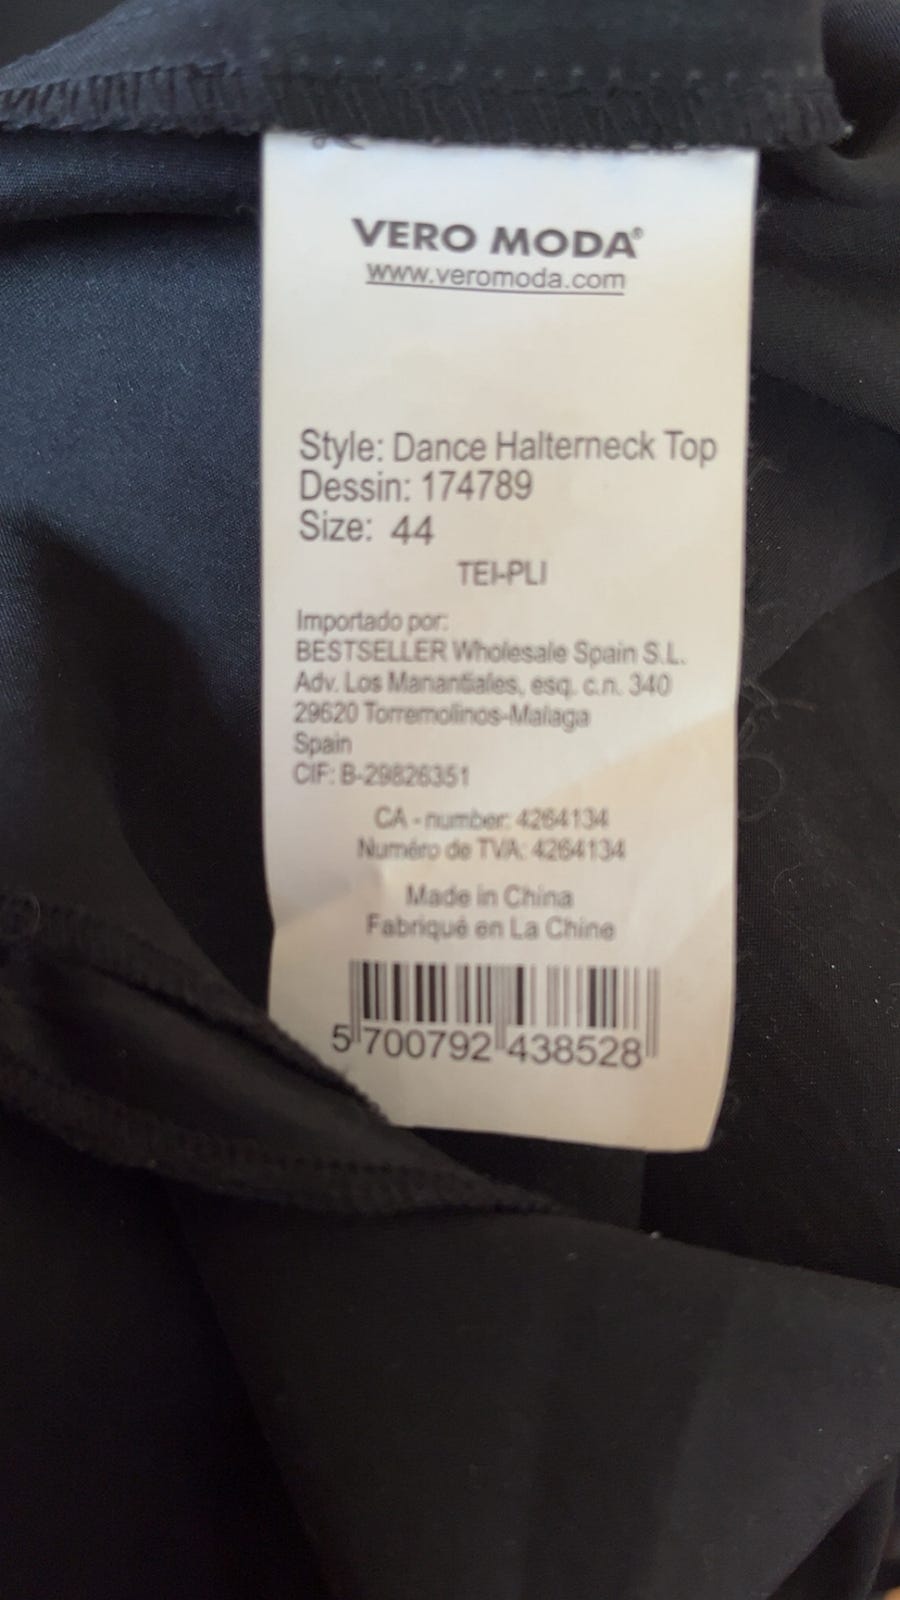 VERO MODA®
www.veromoda.com
Style: Dance Halterneck Top
Dessin: 174789
Size: 44
TEI-PLI
Importado por:
BESTSELLER Wholesale Spain S.L.
Adv. Los Manantiales, esq. c.n. 340
29620 Torremolinos-Malaga
Spain
CIF: B-29826351
CA - number: 4264134
Numéro de TVA: 4264134
Made in China
Fabriqué en La Chine
5 700792 438528